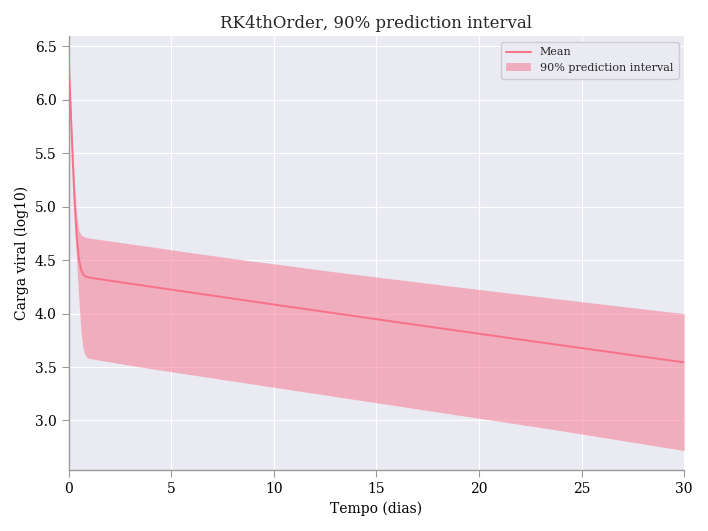 RK4thOrder, 90% prediction interval
Mean
90% prediction interval
Carga viral (log10)
6.5
6.0
5.5
5.0
4.5
4.0
3.5
3.0
0 5 10 15 20 25 30
Tempo (dias)